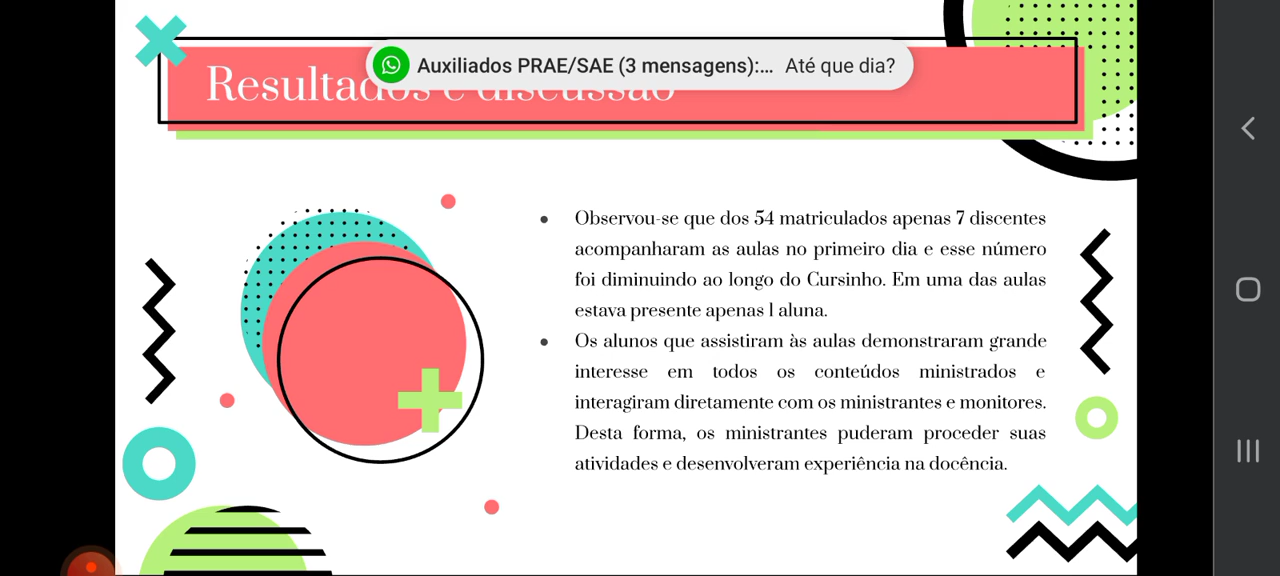 Auxiliados PRAE/SAE (3 mensagens):... Até que dia?
Resultados e discussão
Observou-se que dos 54 matriculados apenas 7 discentes
acompanharam as aulas no primeiro dia e esse número
foi diminuindo ao longo do Cursinho. Em uma das aulas
estava presente apenas 1 aluna.
Os alunos que assistiram às aulas demonstraram grande
interesse em todos os conteúdos ministrados e
interagiram diretamente com os ministrantes e monitores.
Desta forma, os ministrantes puderam proceder suas
atividades e desenvolveram experiência na docência.